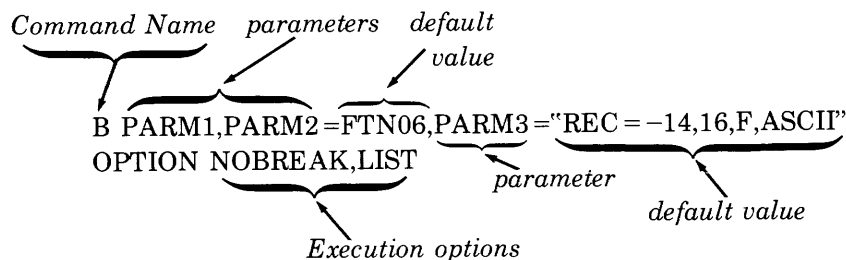 Command Name parameters default
value
B PARM1,PARM2=FTN06,PARM3="REC=-14,16,F,ASCII"
OPTION NOBREAK,LIST
parameter
default value
Execution options